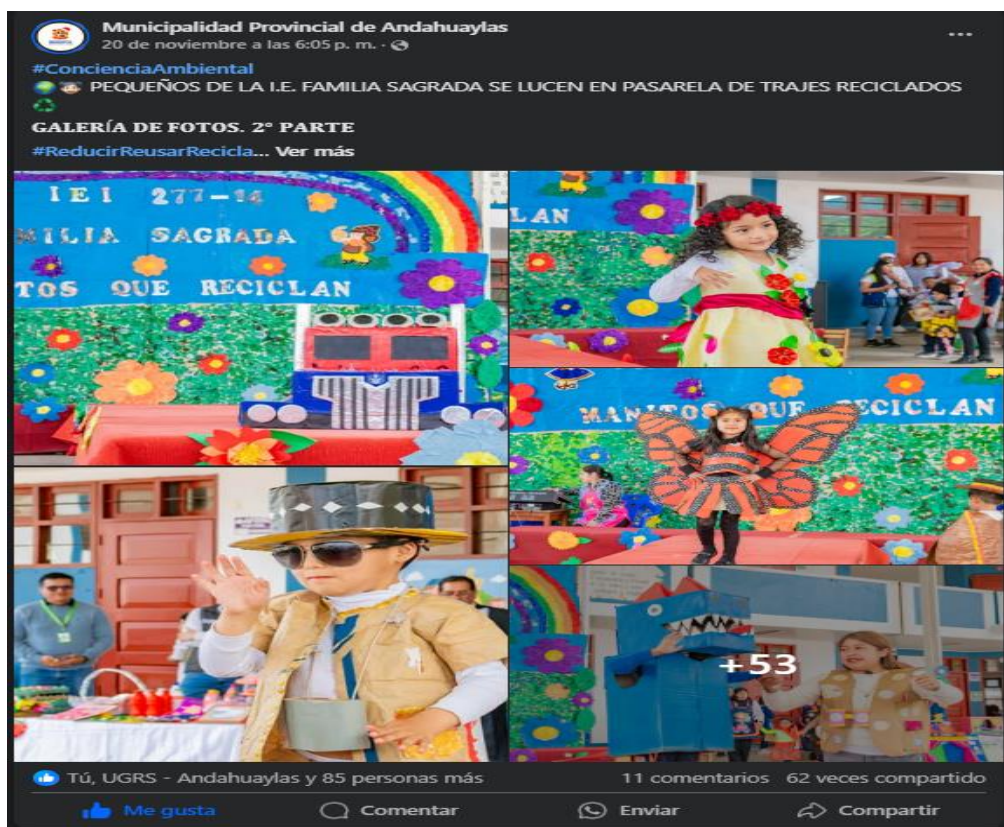 Municipalidad Provincial de Andahuaylas
20 de noviembre a las 6:05 p. m.
#ConcienciaAmbiental
PEQUEÑOS DE LA I.E. FAMILIA SAGRADA SE LUCEN EN PASARELA DE TRAJES RECICLADOS
GALERÍA DE FOTOS. 2° PARTE
#ReducirReusarRecicla... Ver más
IEI 277-14
MILIA SAGRADA
TOS QUE RECICLAN
LAN
MANITOS QUE RECICLAN
+53
Tú, UGRS - Andahuaylas y 85 personas más
11 comentarios 62 veces compartido
Me gusta Comentar Enviar Compartir